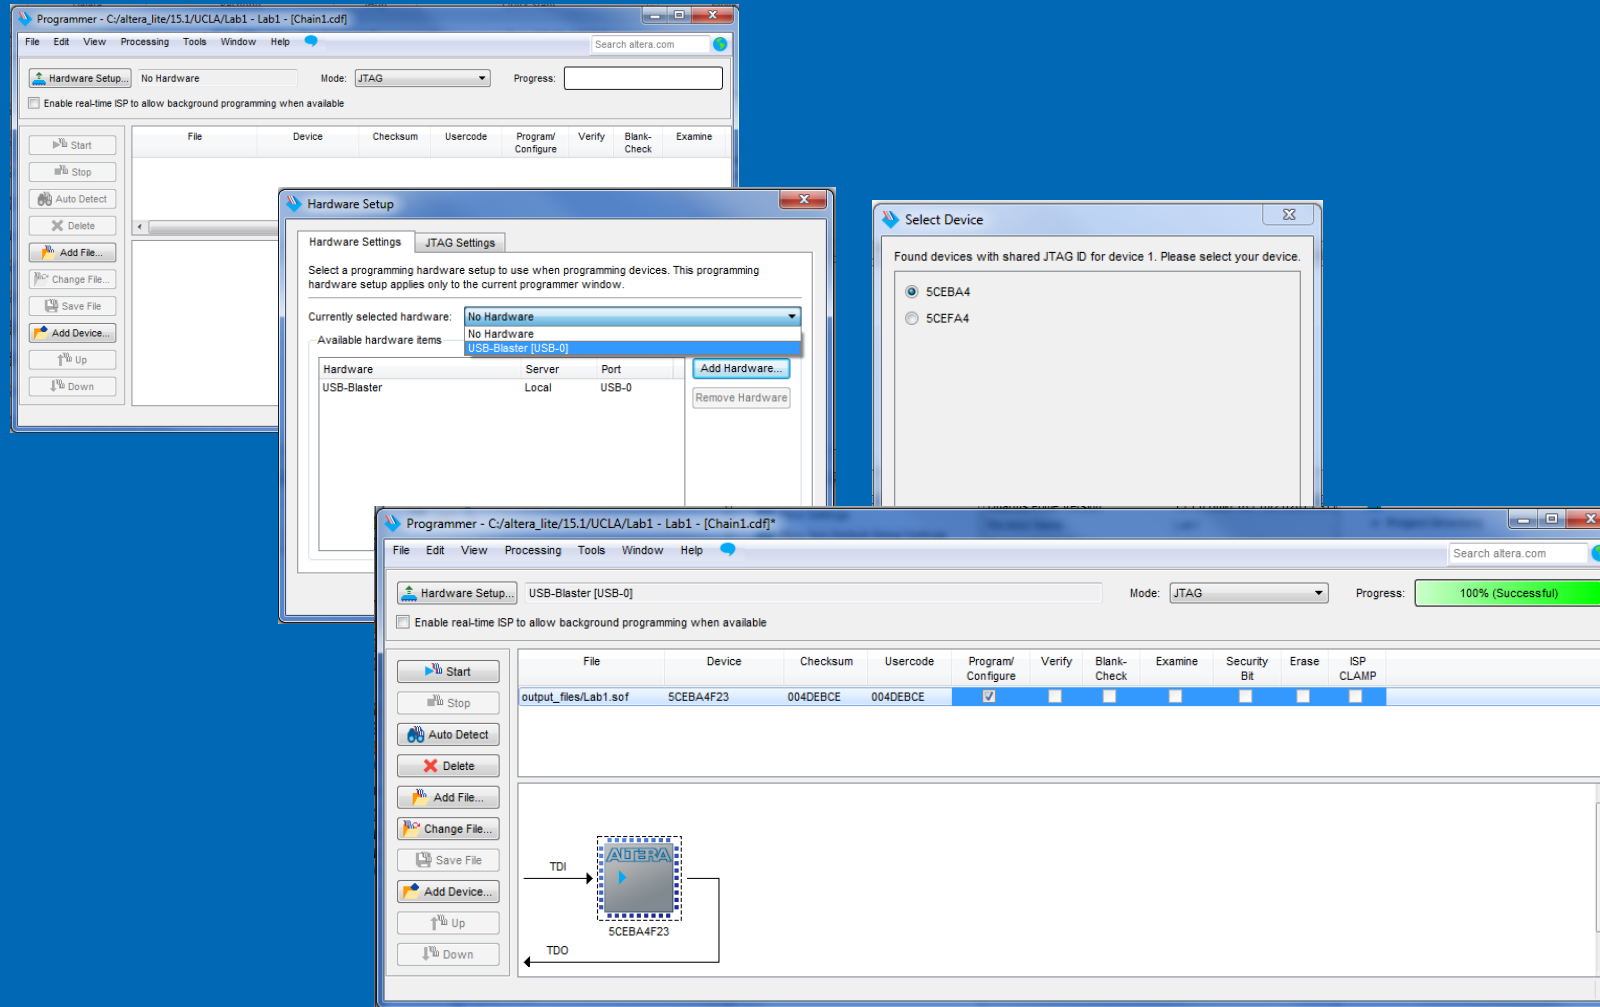 Programmer - C:/altera_lite/15.1/UCLA/Lab1 - Lab1 - [Chain1.cdf]
File Edit View Processing Tools Window Help
Search altera.com
Hardware Setup... No Hardware Mode: JTAG Progress:
Enable real-time ISP to allow background programming when available
File Device Checksum Usercode Program/ Configure Verify Blank- Check Examine
Start
Stop
Auto Detect
Delete
Add File...
Change File...
Save File
Add Device...
Up
Down
Hardware Setup
Hardware Settings JTAG Settings
Select a programming hardware setup to use when programming devices. This programming
hardware setup applies only to the current programmer window.
Currently selected hardware: No Hardware
No Hardware
USB-Blaster [USB-0]
Available hardware items
Hardware Server Port
USB-Blaster Local USB-0
Add Hardware...
Remove Hardware
Select Device
Found devices with shared JTAG ID for device 1. Please select your device.
5CEBA4
5CEFA4
Programmer - C:/altera_lite/15.1/UCLA/Lab1 - Lab1 - [Chain1.cdf]*
File Edit View Processing Tools Window Help
Search altera.com
Hardware Setup... USB-Blaster [USB-0] Mode: JTAG Progress: 100% (Successful)
Enable real-time ISP to allow background programming when available
File Device Checksum Usercode Program/ Configure Verify Blank- Check Examine Security Bit Erase ISP CLAMP
output_files/Lab1.sof 5CEBA4F23 004DEBCE 004DEBCE
Start
Stop
Auto Detect
Delete
Add File...
Change File...
Save File
Add Device...
Up
Down
TDI
ALTERA
5CEBA4F23
TDO